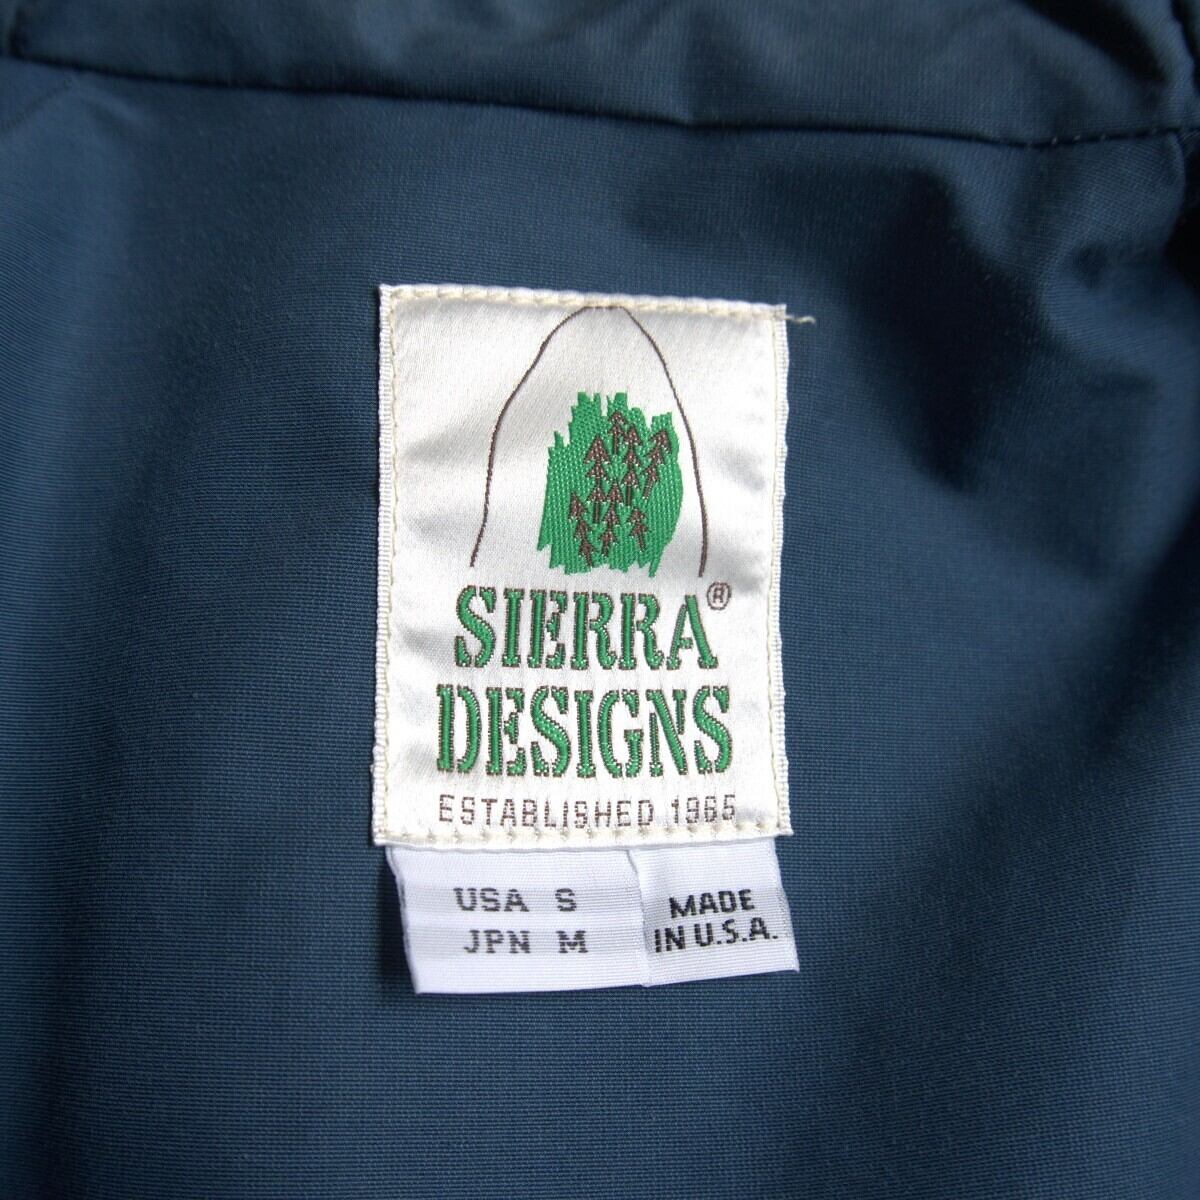 SIERRA®
DESIGNS
ESTABLISHED 1965
USA S
JPN M
MADE
IN U.S.A.